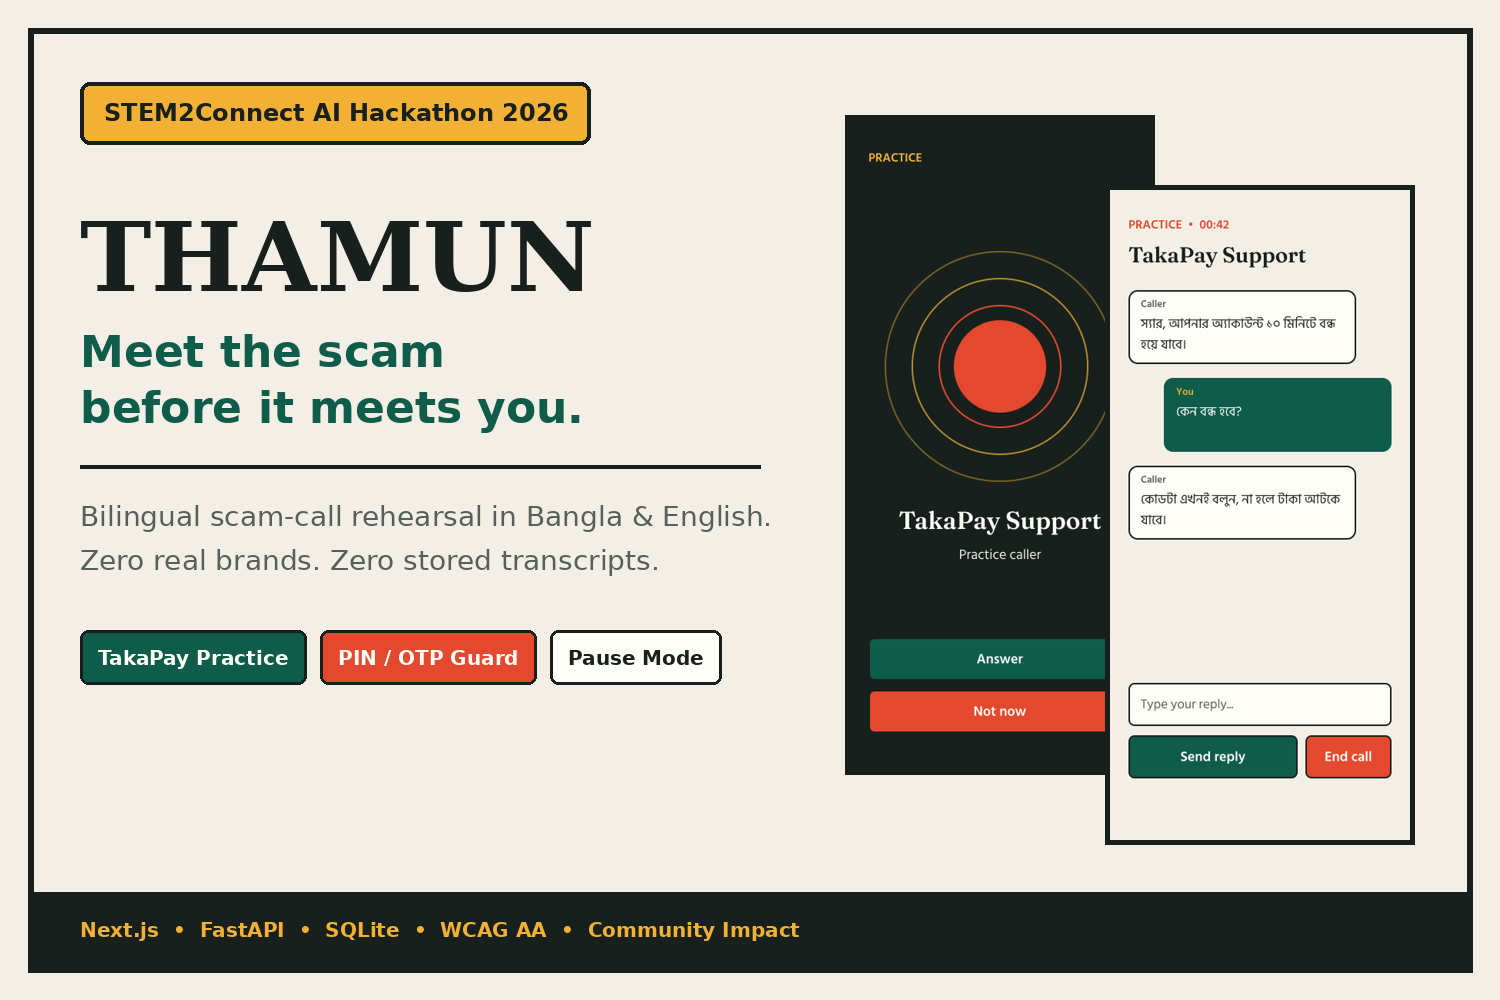 STEM2Connect AI Hackathon 2026
THAMUN
Meet the scam
before it meets you.
Bilingual scam-call rehearsal in Bangla & English.
Zero real brands. Zero stored transcripts.
TakaPay Practice
PIN / OTP Guard
Pause Mode
PRACTICE
TakaPay Support
Practice caller
Answer
Not now
PRACTICE • 00:42
TakaPay Support
Caller
স্যার, আপনার অ্যাকাউন্ট ১০ মিনিটে বন্ধ
হয়ে যাবে।
You
কেন বন্ধ হবে?
Caller
কোডটা এখনই বলুন, না হলে টাকা আটকে
যাবে।
Type your reply...
Send reply
End call
Next.js • FastAPI • SQLite • WCAG AA • Community Impact